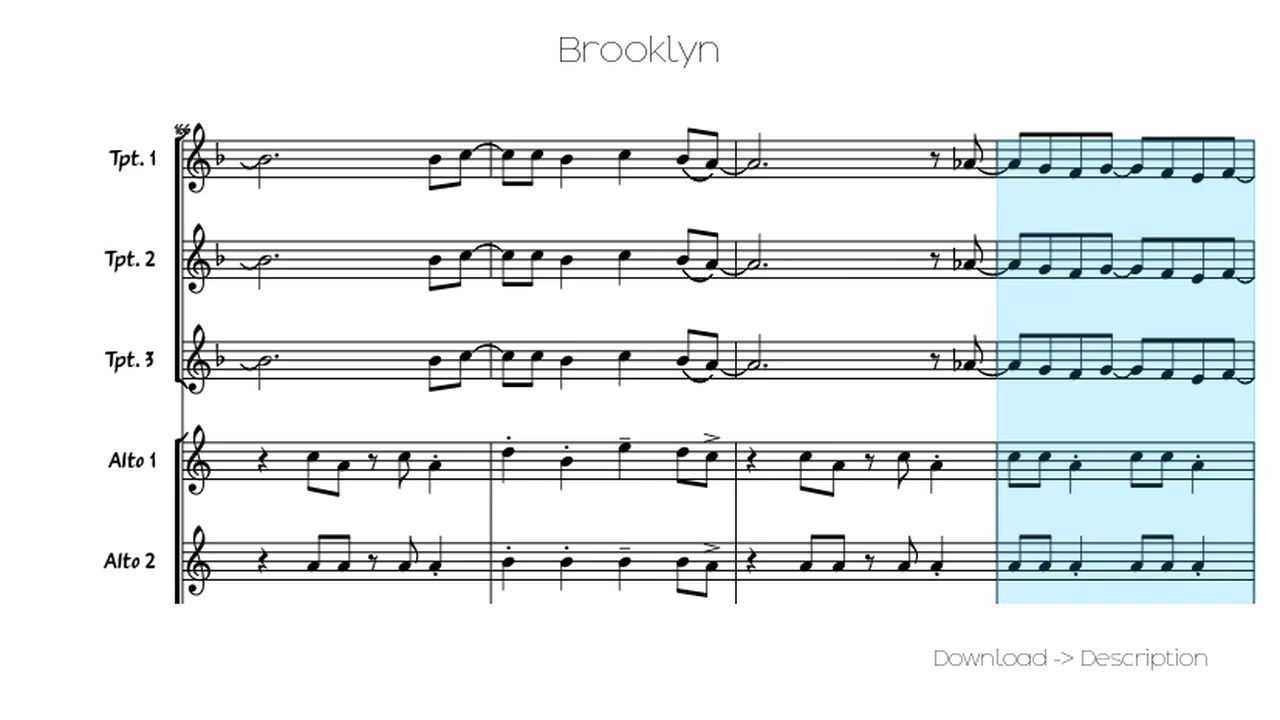 Brooklyn
166
Tpt. 1
Tpt. 2
Tpt. 3
Alto 1
Alto 2
Download -> Description